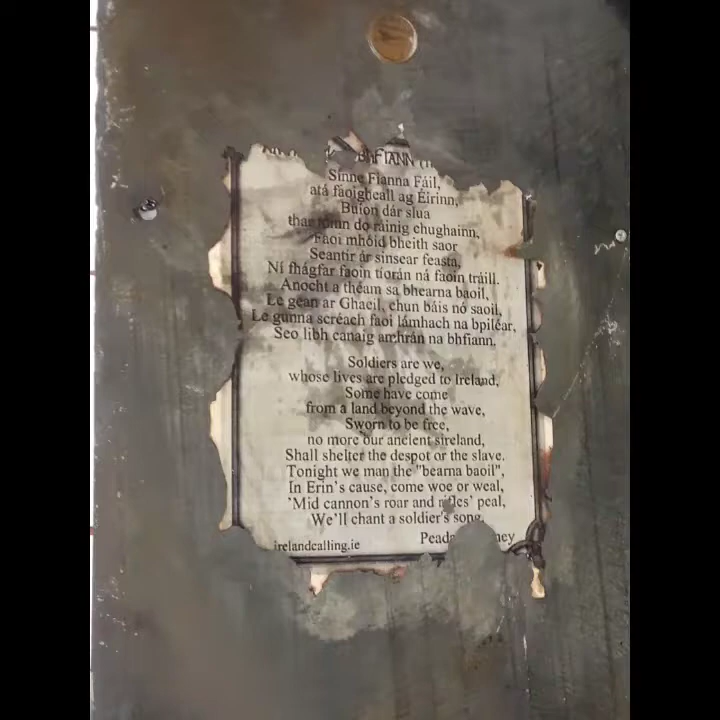 BHFIANN
Sinne Fianna Fáil,
atá faoigheall ag Éirinn,
Buíon dár slua
thar toinn do ráinig chughainn,
Faoi mhóid bheith saor
Seantír ár sinsear feasta,
Ní fhágfar faoin tíorán ná faoin tráill.
Anocht a théam sa bhearna baoil,
Le gean ar Ghaeil, chun báis nó saoil,
Le gunna scréach faoi lámhach na bpiléar,
Seo libh canaig amhrán na bhfiann.
Soldiers are we,
whose lives are pledged to Ireland,
Some have come
from a land beyond the wave,
Sworn to be free,
no more our ancient sireland,
Shall shelter the despot or the slave.
Tonight we man the "bearna baoil",
In Erin's cause, come woe or weal,
'Mid cannon's roar and rifles' peal,
We'll chant a soldier's song.
irelandcalling.ie